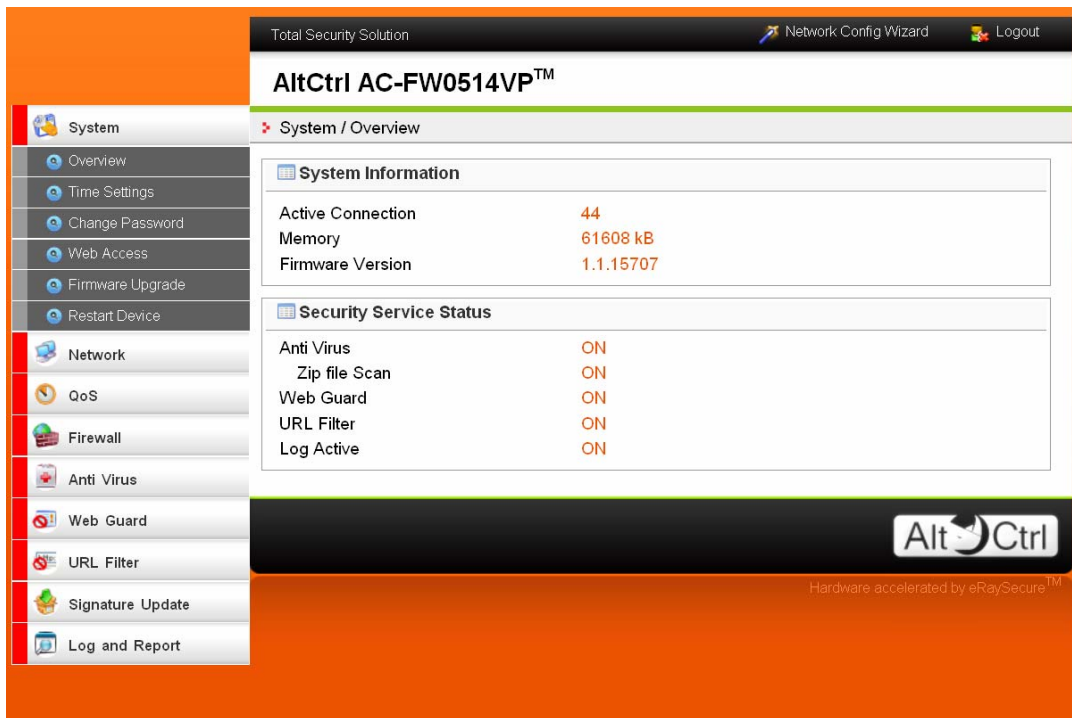 Total Security Solution
Network Config Wizard
Logout
AltCtrl AC-FW0514VP™
System
Overview
Time Settings
Change Password
Web Access
Firmware Upgrade
Restart Device
Network
QoS
Firewall
Anti Virus
Web Guard
URL Filter
Signature Update
Log and Report
System / Overview
System Information
Active Connection 44
Memory 61608 kB
Firmware Version 1.1.15707
Security Service Status
Anti Virus ON
Zip file Scan ON
Web Guard ON
URL Filter ON
Log Active ON
Alt Ctrl
Hardware accelerated by eRaySecure™